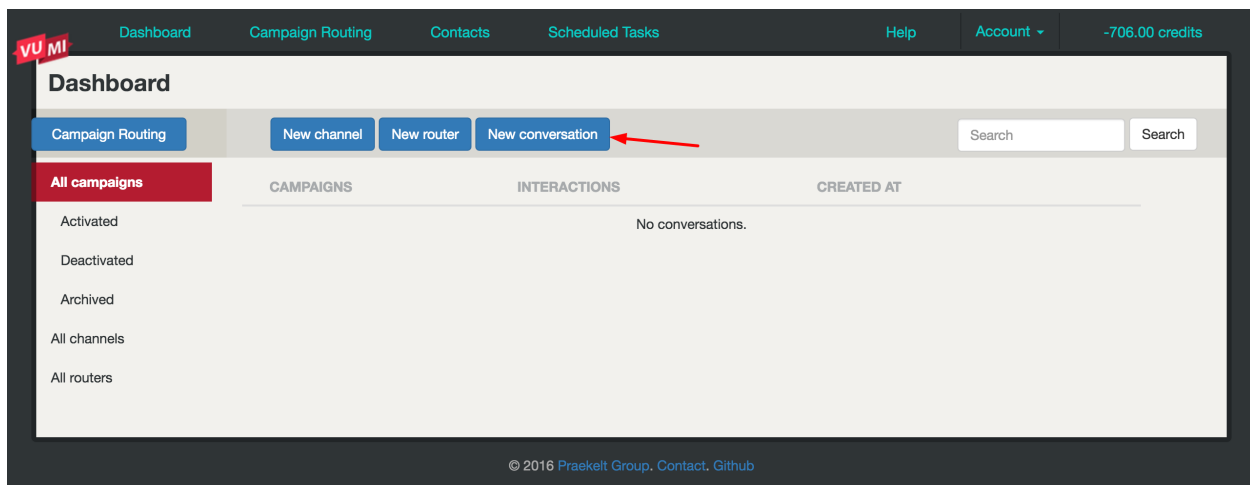 VUMI Dashboard Campaign Routing Contacts Scheduled Tasks Help Account -706.00 credits
Dashboard
Campaign Routing New channel New router New conversation Search Search
All campaigns CAMPAIGNS INTERACTIONS CREATED AT
Activated No conversations.
Deactivated
Archived
All channels
All routers
© 2016 Praekelt Group. Contact. Github